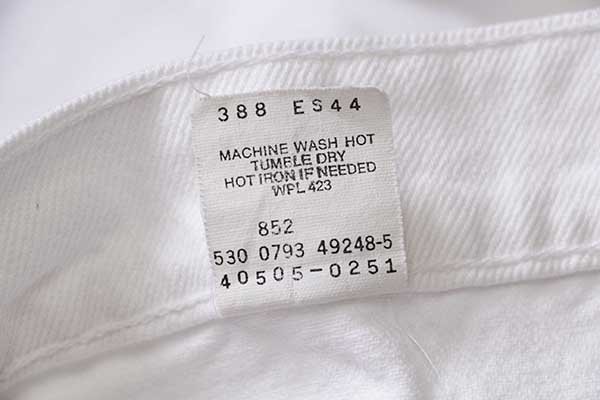 388 ES44
MACHINE WASH HOT
TUMBLE DRY
HOT IRON IF NEEDED
WPL 423
852
530 0793 49248-5
40505-0251